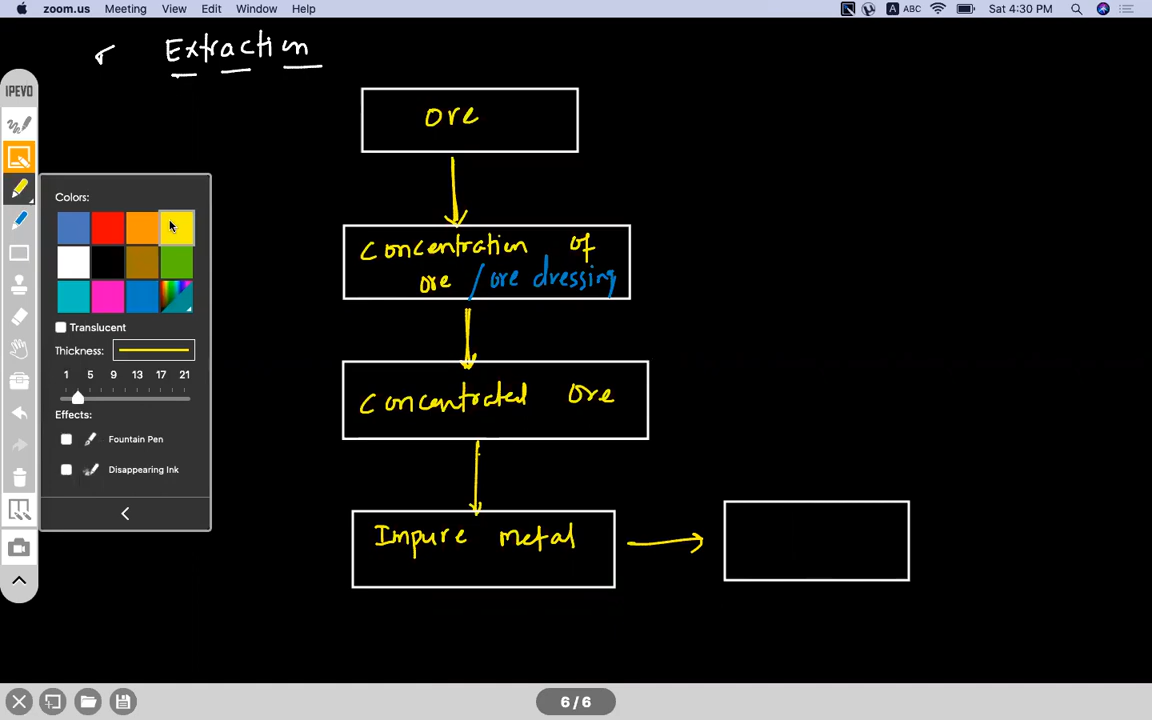 zoom.us Meeting View Edit Window Help
ABC Sat 4:30 PM
Extraction
IPEVO
ore
Colors:
Concentration of
ore / ore dressing
Translucent
Thickness:
1 5 9 13 17 21
Concentrated Ore
Effects:
Fountain Pen
Disappearing Ink
Impure metal
6/6